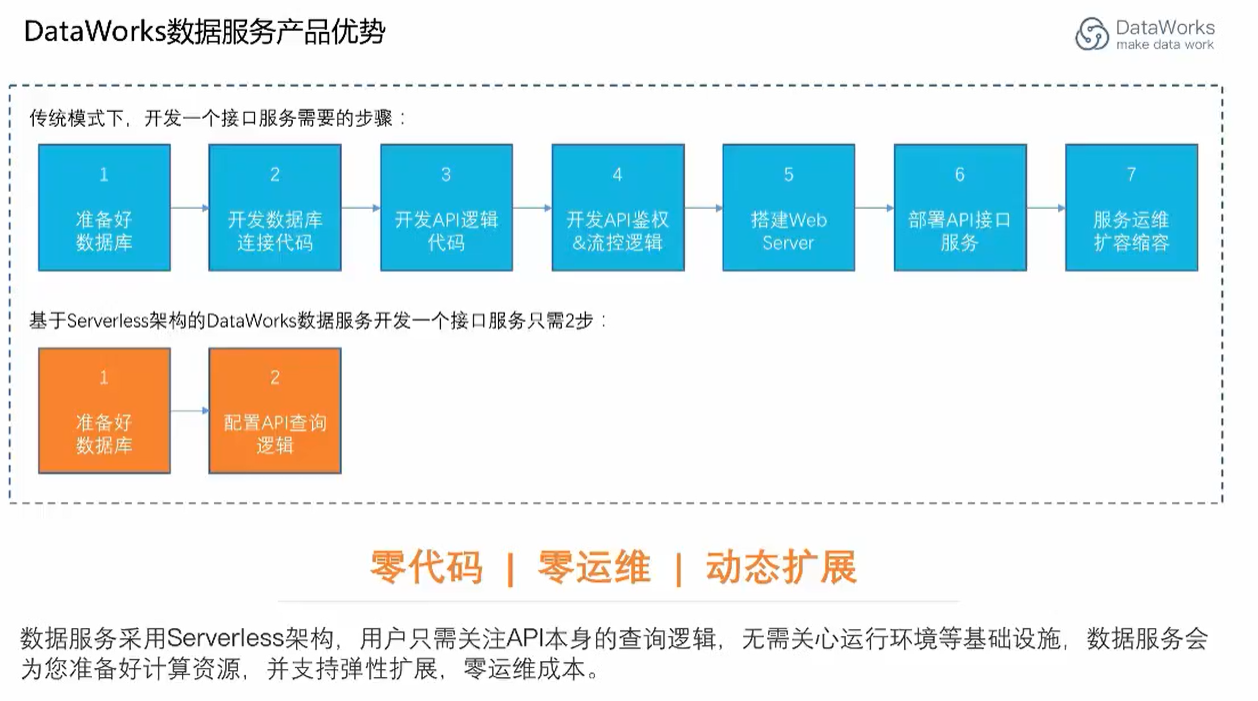 DataWorks数据服务产品优势
DataWorks
make data work
传统模式下，开发一个接口服务需要的步骤：
1
准备好
数据库
2
开发数据库
连接代码
3
开发API逻辑
代码
4
开发API鉴权
&流控逻辑
5
搭建Web
Server
6
部署API接口
服务
7
服务运维
扩容缩容
基于Serverless架构的DataWorks数据服务开发一个接口服务只需2步：
1
准备好
数据库
2
配置API查询
逻辑
零代码 | 零运维 | 动态扩展
数据服务采用Serverless架构，用户只需关注API本身的查询逻辑，无需关心运行环境等基础设施，数据服务会
为您准备好计算资源，并支持弹性扩展，零运维成本。